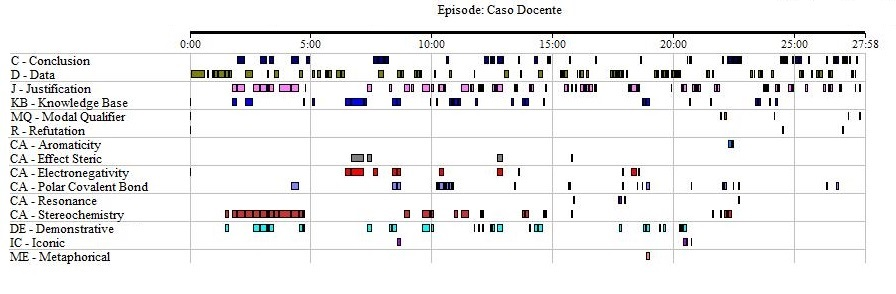 Episode: Caso Docente
0:00 5:00 10:00 15:00 20:00 25:00 27:58
C - Conclusion
D - Data
J - Justification
KB - Knowledge Base
MQ - Modal Qualifier
R - Refutation
CA - Aromaticity
CA - Effect Steric
CA - Electronegativity
CA - Polar Covalent Bond
CA - Resonance
CA - Stereochemistry
DE - Demonstrative
IC - Iconic
ME - Metaphorical